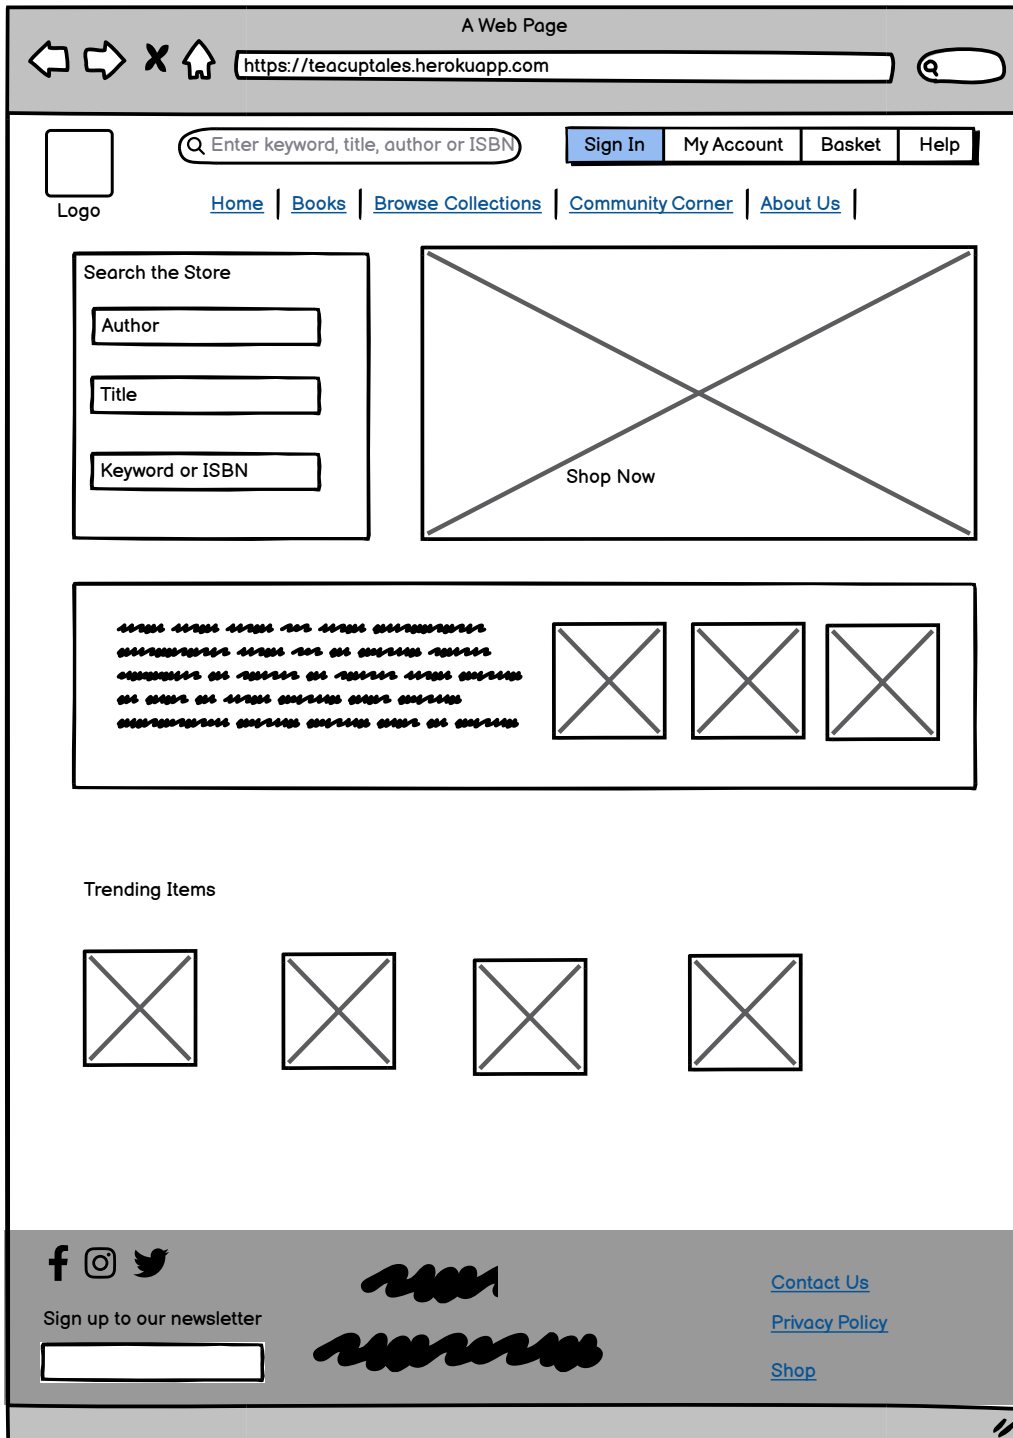 A Web Page
https://teacuptales.herokuapp.com
Enter keyword, title, author or ISBN
Sign In My Account Basket Help
Logo
Home Books Browse Collections Community Corner About Us
Search the Store
Author
Title
Keyword or ISBN
Shop Now
Trending Items
Sign up to our newsletter
Contact Us
Privacy Policy
Shop